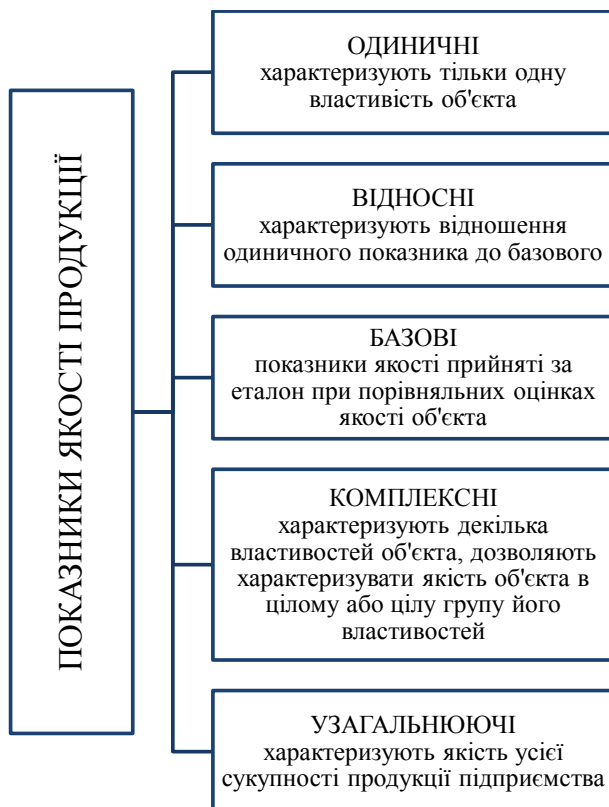 ПОКАЗНИКИ ЯКОСТІ ПРОДУКЦІЇ
ОДИНИЧНІ
характеризують тільки одну
властивість об'єкта
ВІДНОСНІ
характеризують відношення
одиничного показника до базового
БАЗОВІ
показники якості прийняті за
еталон при порівняльних оцінках
якості об'єкта
КОМПЛЕКСНІ
характеризують декілька
властивостей об'єкта, дозволяють
характеризувати якість об'єкта в
цілому або цілу групу його
властивостей
УЗАГАЛЬНЮЮЧІ
характеризують якість усієї
сукупності продукції підприємства